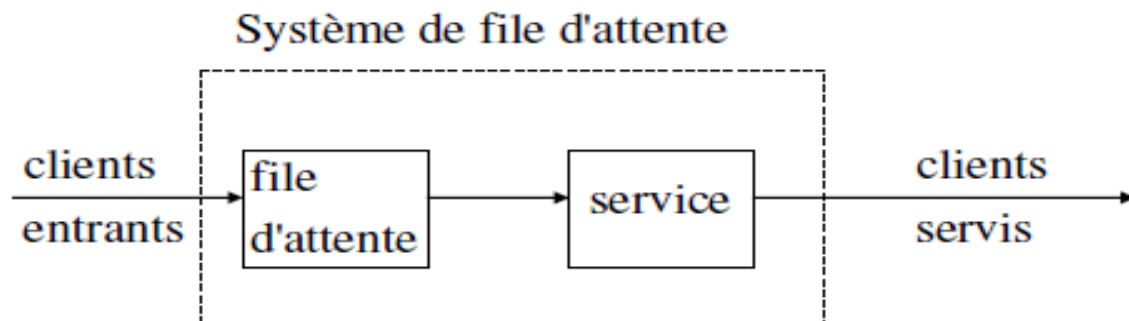 Système de file d'attente
clients
entrants
file
d'attente
service
clients
servis